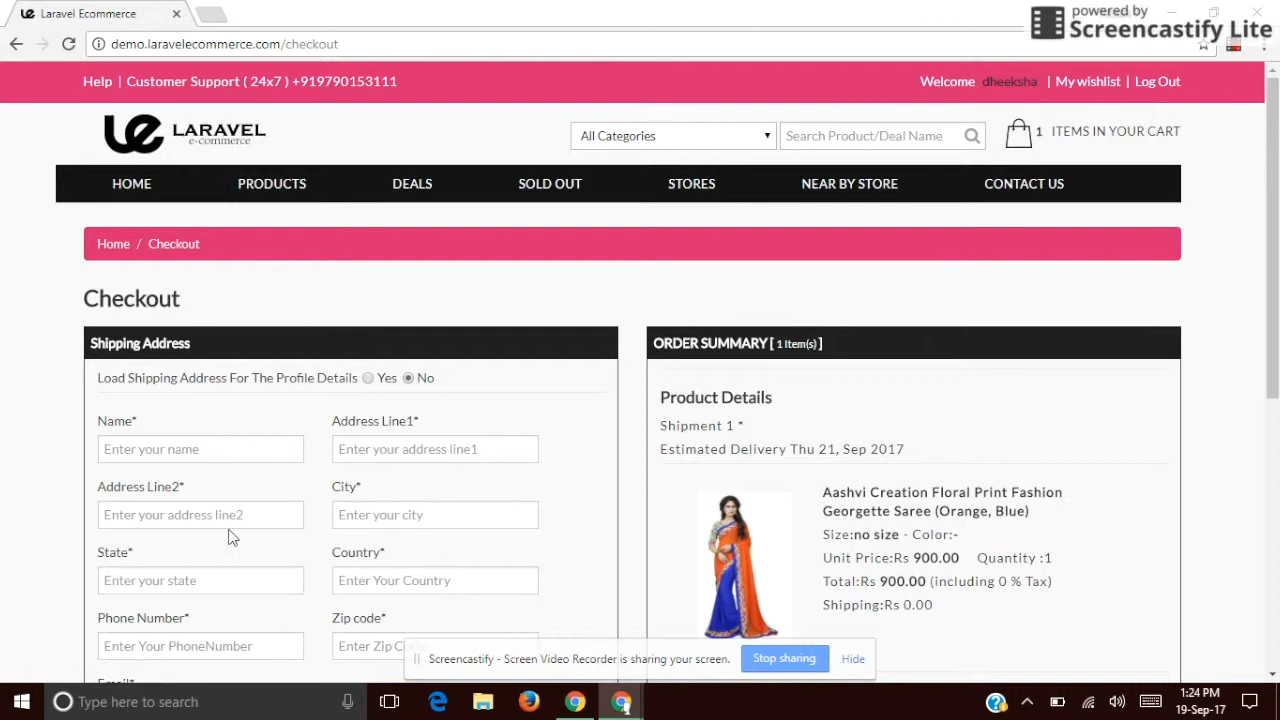 Laravel Ecommerce
powered by
Screencastify Lite
demo.laravelecommerce.com/checkout
Help | Customer Support ( 24x7 ) +919790153111
Welcome dheeksha | My wishlist | Log Out
LE LARAVEL
e-commerce
All Categories
Search Product/Deal Name
1 ITEMS IN YOUR CART
HOME PRODUCTS DEALS SOLD OUT STORES NEAR BY STORE CONTACT US
Home / Checkout
Checkout
Shipping Address
Load Shipping Address For The Profile Details Yes No
Name* Address Line1*
Enter your name Enter your address line1
Address Line2* City*
Enter your address line2 Enter your city
State* Country*
Enter your state Enter Your Country
Phone Number* Zip code*
Enter Your PhoneNumber Enter Zip
ORDER SUMMARY [ 1 Item(s) ]
Product Details
Shipment 1 *
Estimated Delivery Thu 21, Sep 2017
Aashvi Creation Floral Print Fashion
Georgette Saree (Orange, Blue)
Size:no size - Color:-
Unit Price:Rs 900.00 Quantity :1
Total:Rs 900.00 (including 0 % Tax)
Shipping:Rs 0.00
Screencastify - Screen Video Recorder is sharing your screen. Stop sharing Hide
Type here to search
1:24 PM
19-Sep-17